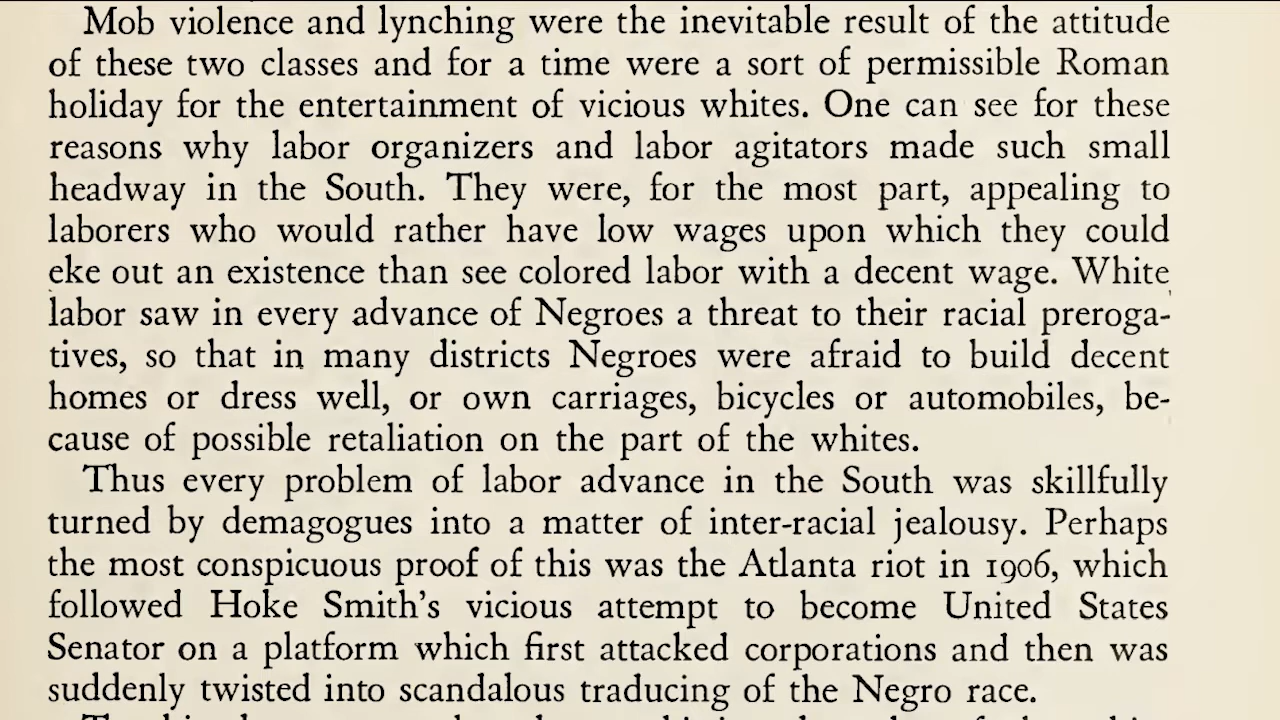 Mob violence and lynching were the inevitable result of the attitude
of these two classes and for a time were a sort of permissible Roman
holiday for the entertainment of vicious whites. One can see for these
reasons why labor organizers and labor agitators made such small
headway in the South. They were, for the most part, appealing to
laborers who would rather have low wages upon which they could
eke out an existence than see colored labor with a decent wage. White
labor saw in every advance of Negroes a threat to their racial preroga-
tives, so that in many districts Negroes were afraid to build decent
homes or dress well, or own carriages, bicycles or automobiles, be-
cause of possible retaliation on the part of the whites.
Thus every problem of labor advance in the South was skillfully
turned by demagogues into a matter of inter-racial jealousy. Perhaps
the most conspicuous proof of this was the Atlanta riot in 1906, which
followed Hoke Smith's vicious attempt to become United States
Senator on a platform which first attacked corporations and then was
suddenly twisted into scandalous traducing of the Negro race.